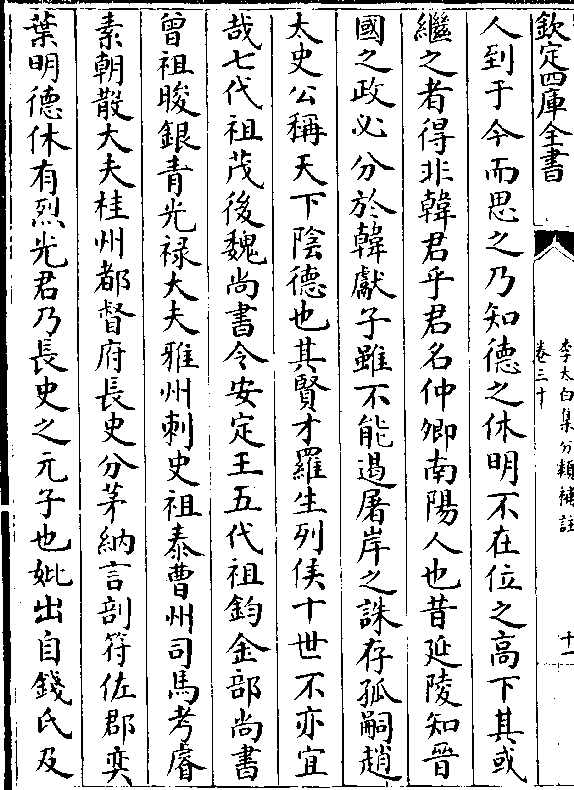 欽定四庫全書
李太白集分類補註
卷三十
十一
人到于今而思之乃知德之休明不在位之高下其或
繼之者得非韓君乎君名仲卿南陽人也昔延陵知晉
國之政必分於韓獻子雖不能遏屠岸之誅存孤嗣趙
太史公稱天下陰德也其賢才羅生列侯十世不亦宜
哉七代祖茂後魏尚書令安定王五代祖鈞金部尚書
曾祖晙銀青光禄大夫雅州刺史祖泰曹州司馬考睿
素朝散大夫桂州都督府長史分茅納言剖符佐郡奕
葉明德休有烈光君乃長史之元子也妣出自錢氏及